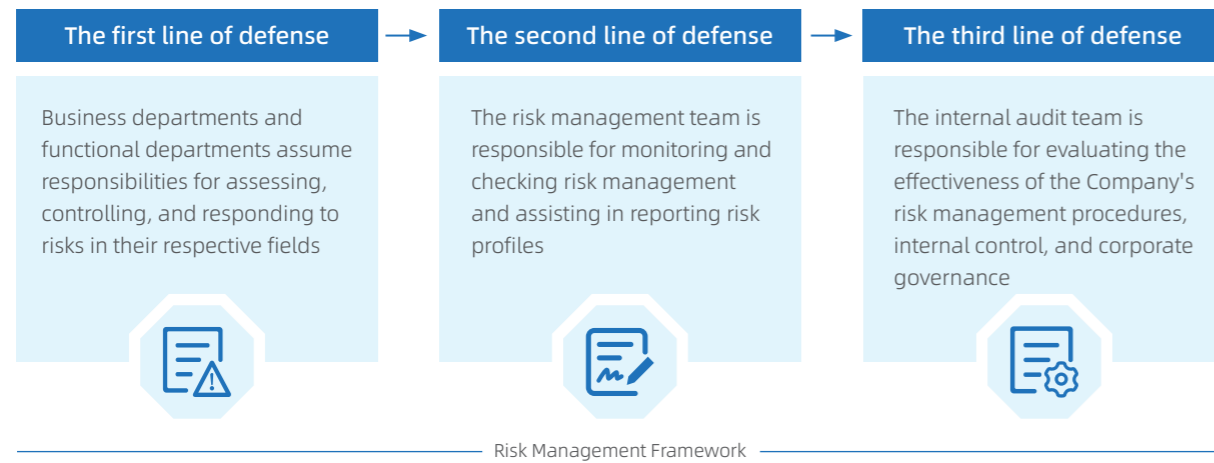 The first line of defense
Business departments and
functional departments assume
responsibilities for assessing,
controlling, and responding to
risks in their respective fields
The second line of defense
The risk management team is
responsible for monitoring and
checking risk management
and assisting in reporting risk
profiles
The third line of defense
The internal audit team is
responsible for evaluating the
effectiveness of the Company's
risk management procedures,
internal control, and corporate
governance
Risk Management Framework